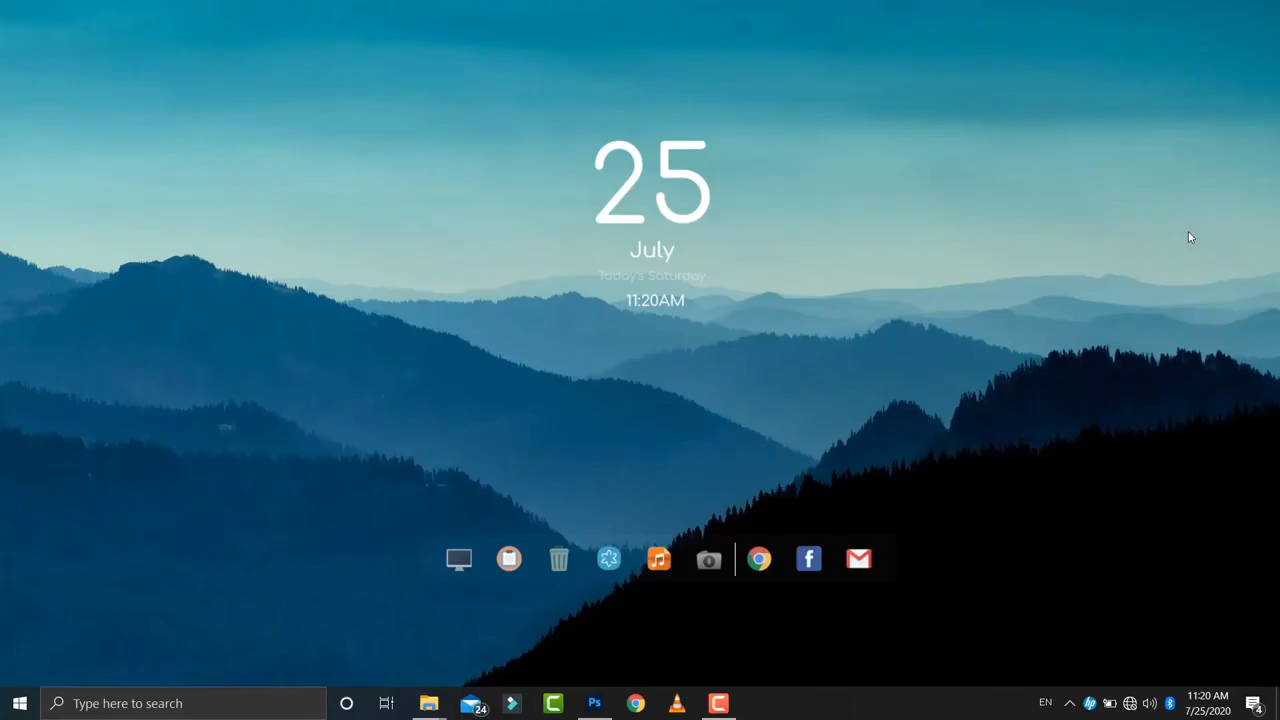 25
July
Today's Saturday
11:20AM
Type here to search
24
Ps
EN
11:20 AM
7/25/2020
4